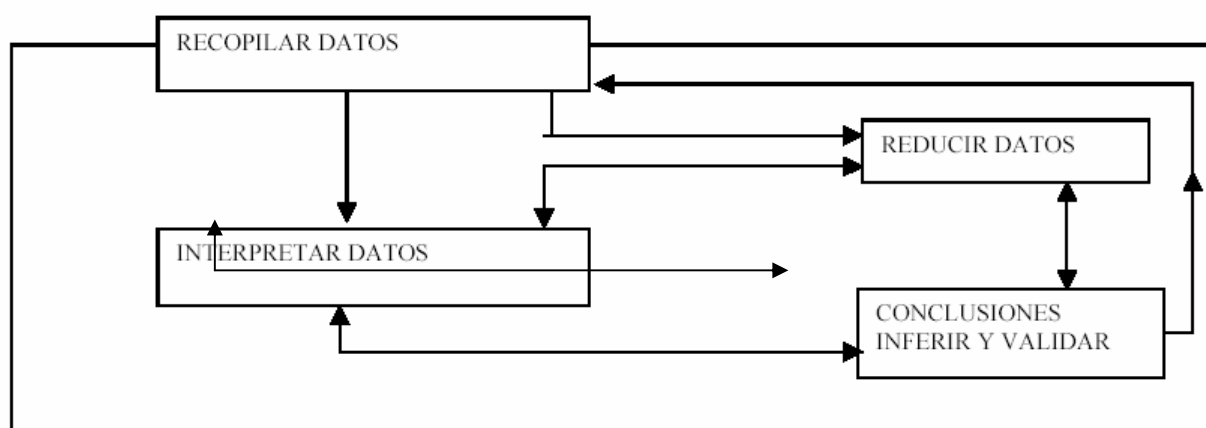 RECOPILAR DATOS
REDUCIR DATOS
INTERPRETAR DATOS
CONCLUSIONES
INFERIR Y VALIDAR